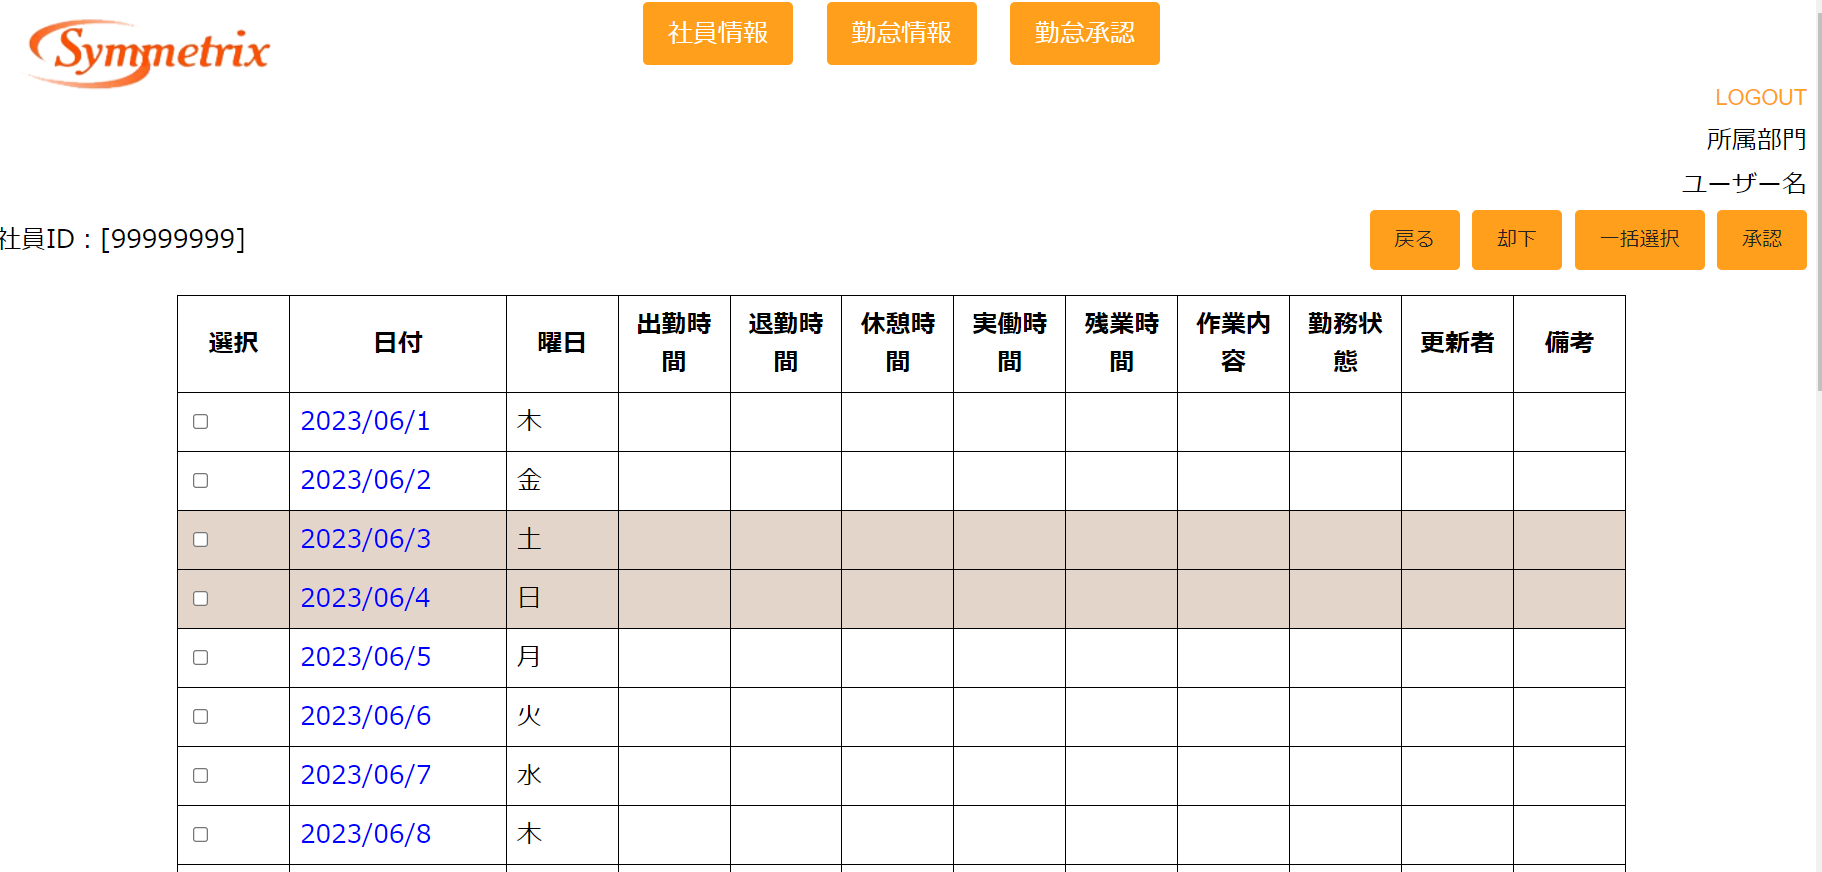 Symmetrix
社員情報 勤怠情報 勤怠承認
LOGOUT
所属部門
ユーザー名
社員ID：[99999999]
戻る 却下 一括選択 承認
選択 日付 曜日 出勤時間 退勤時間 休憩時間 実働時間 残業時間 作業内容 勤務状態 更新者 備考
2023/06/1 木
2023/06/2 金
2023/06/3 土
2023/06/4 日
2023/06/5 月
2023/06/6 火
2023/06/7 水
2023/06/8 木